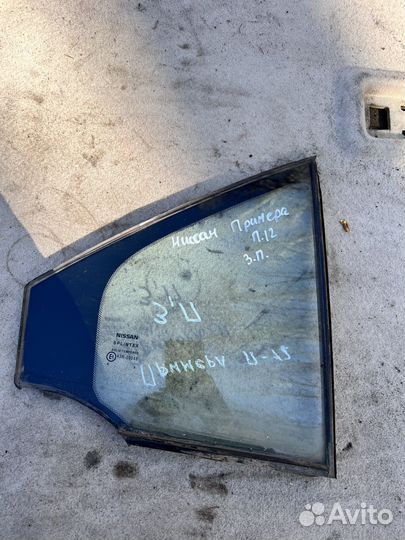 Ниссан Примера
П.12
З.П.
З.П
З.П
Примера П-12
NISSAN
SPLINTEX
Avito